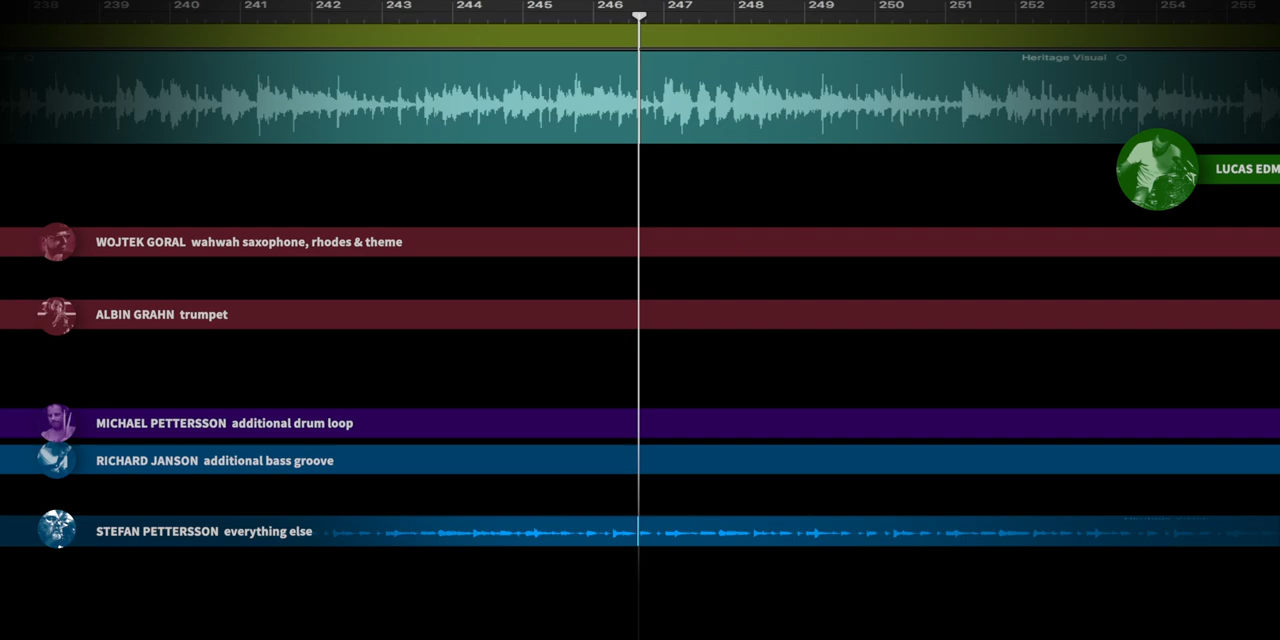 238 239 240 241 242 243 244 245 246 247 248 249 250 251 252 253 254 255
Heritage Visual
LUCAS EDM
WOJTEK GORAL wahwah saxophone, rhodes & theme
ALBIN GRAHN trumpet
MICHAEL PETTERSSON additional drum loop
RICHARD JANSON additional bass groove
STEFAN PETTERSSON everything else